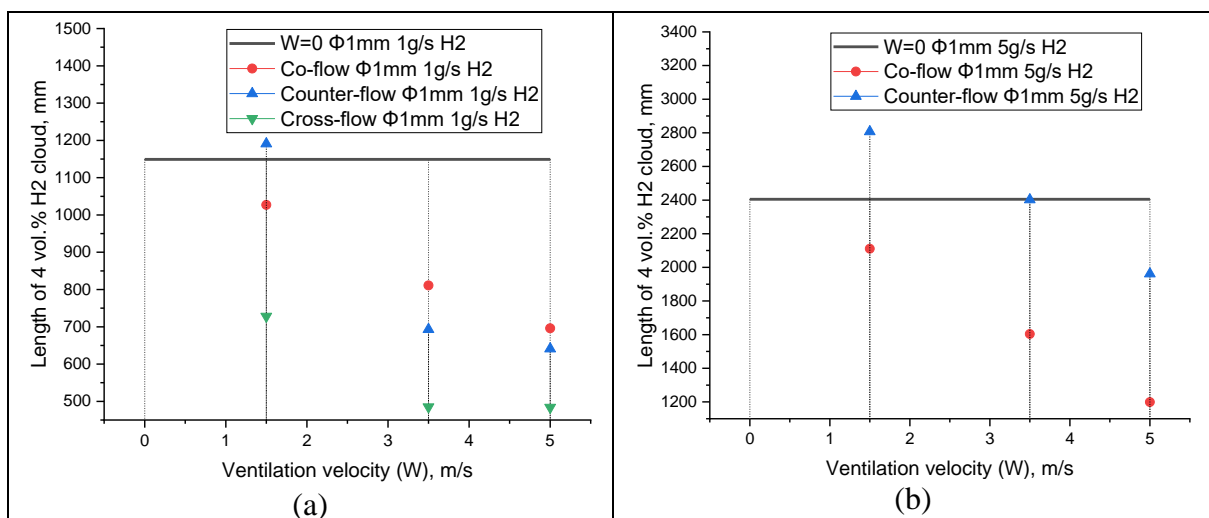 1500
1400
1300
1200
1100
1000
900
800
700
600
500
Length of 4 vol.% H2 cloud, mm
W=0 Φ1mm 1g/s H2
Co-flow Φ1mm 1g/s H2
Counter-flow Φ1mm 1g/s H2
Cross-flow Φ1mm 1g/s H2
0 1 2 3 4 5
Ventilation velocity (W), m/s
(a)
3400
3200
3000
2800
2600
2400
2200
2000
1800
1600
1400
1200
Length of 4 vol.% H2 cloud, mm
W=0 Φ1mm 5g/s H2
Co-flow Φ1mm 5g/s H2
Counter-flow Φ1mm 5g/s H2
0 1 2 3 4 5
Ventilation velocity (W), m/s
(b)